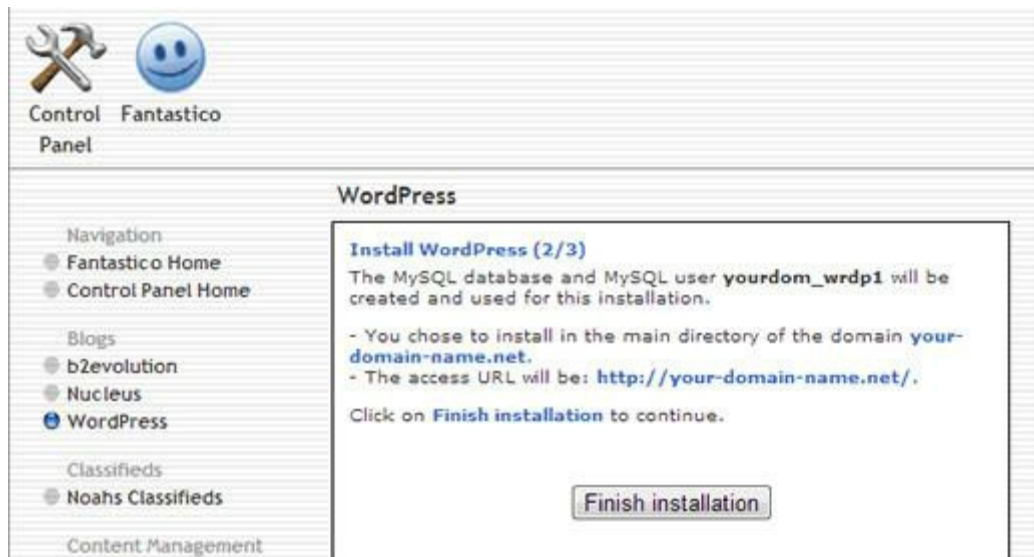 Control Panel
Fantastico
WordPress
Navigation
Fantastico Home
Control Panel Home
Blogs
b2evolution
Nucleus
WordPress
Classifieds
Noahs Classifieds
Content Management
Install WordPress (2/3)
The MySQL database and MySQL user yourdom_wrdp1 will be
created and used for this installation.
- You chose to install in the main directory of the domain your-
domain-name.net.
- The access URL will be: http://your-domain-name.net/.
Click on Finish installation to continue.
Finish installation